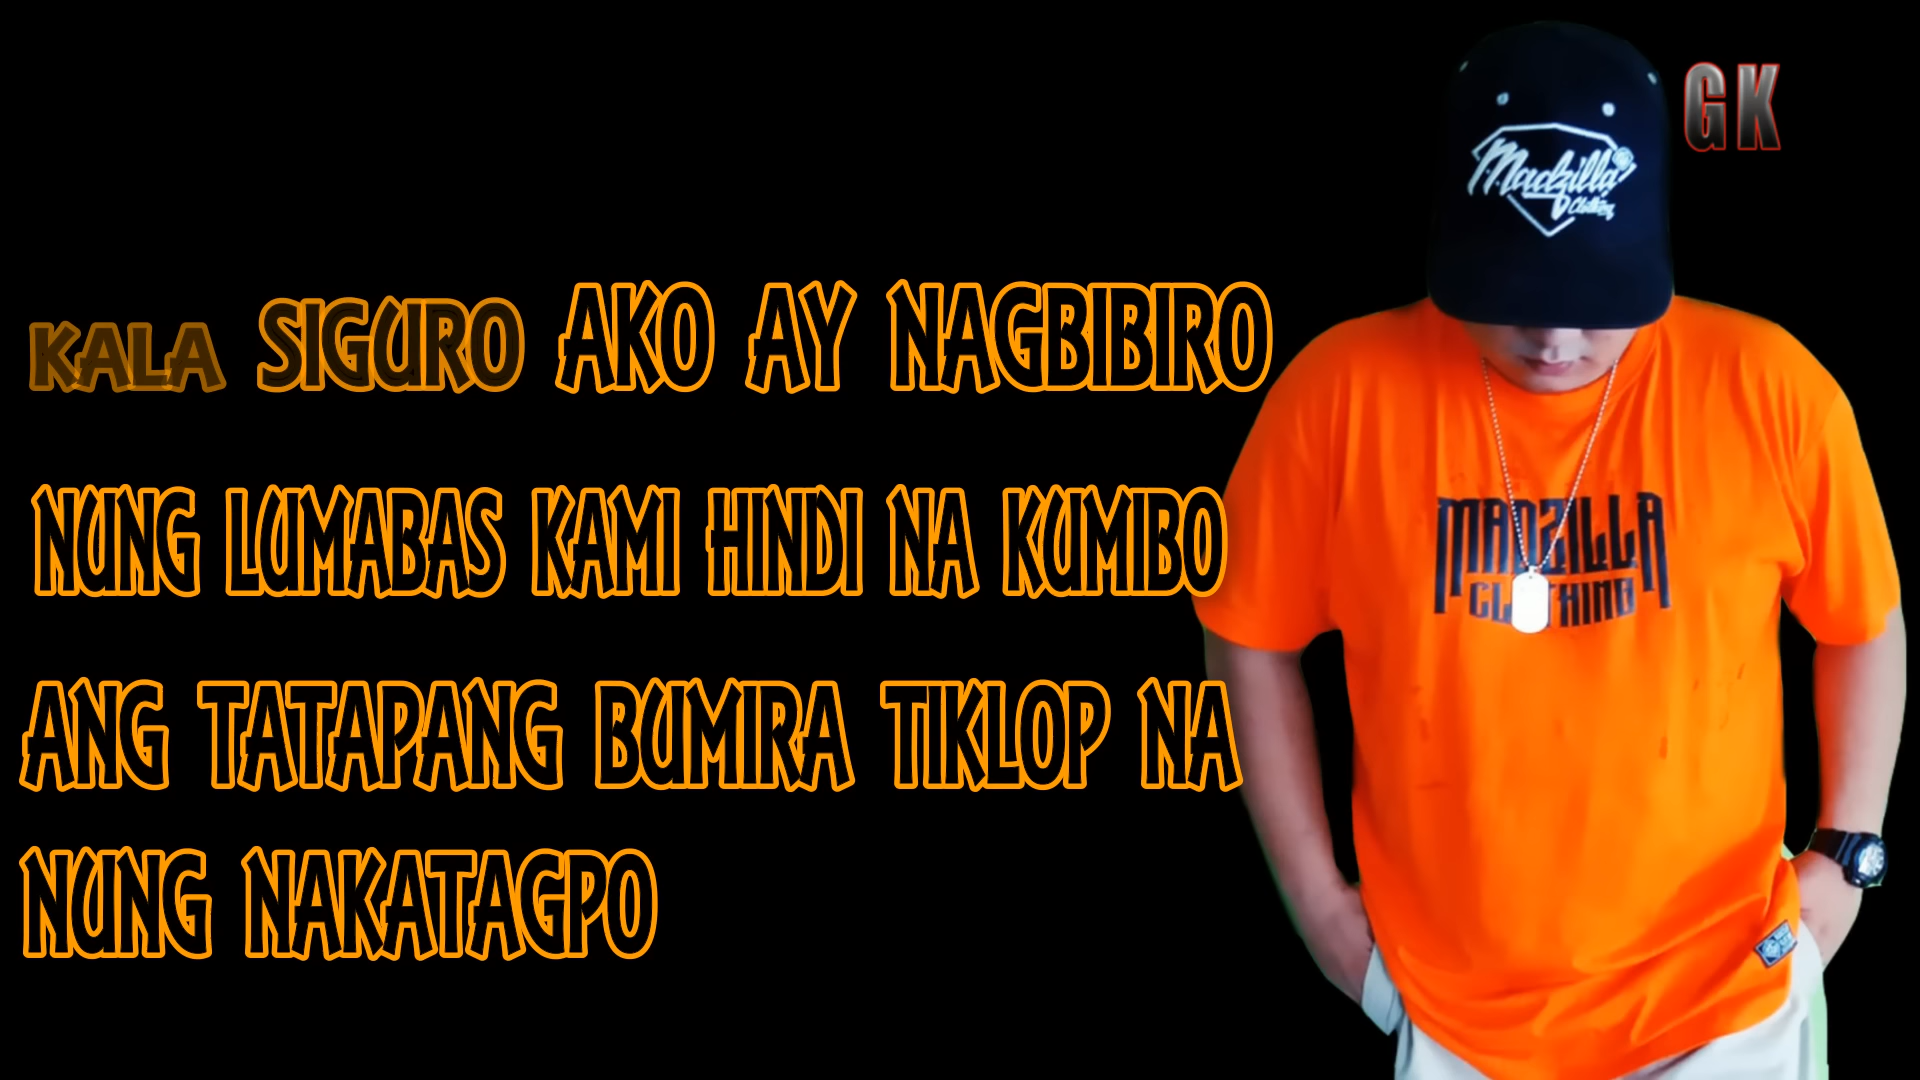 GK
Madzilla
Clothing
KALA SIGURO AKO AY NAGBIBIRO
NUNG LUMABAS KAMI HINDI NA KUMIBO
ANG TATAPANG BUMIRA TIKLOP NA
NUNG NAKATAGPO
MADZILLA